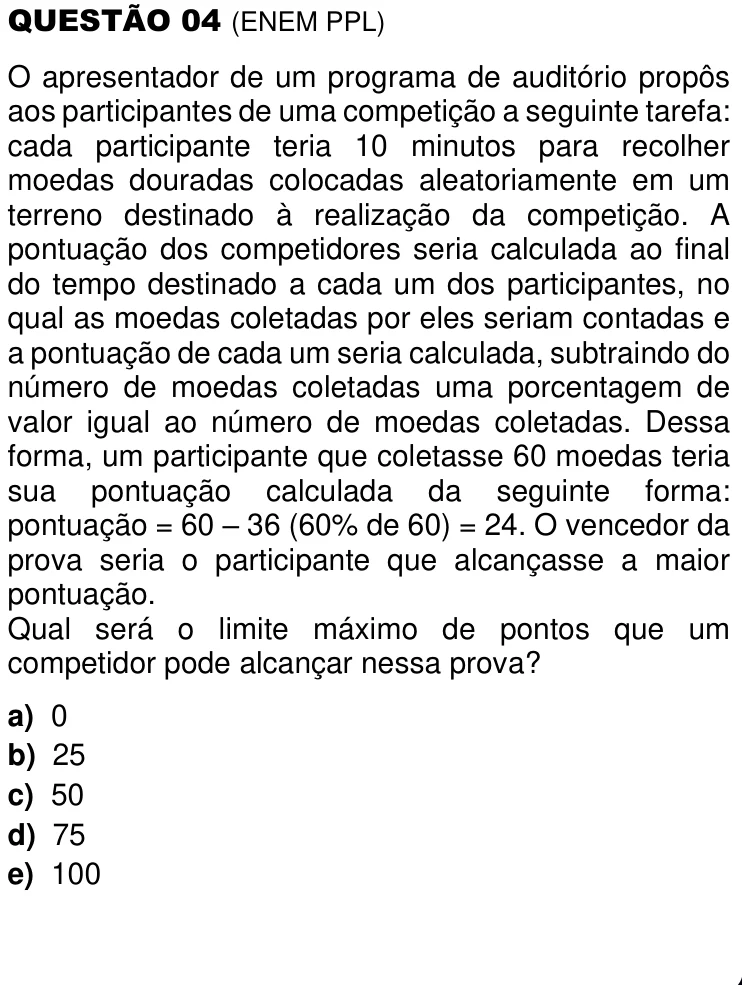 QUESTÃO 04 (ENEM PPL)
O apresentador de um programa de auditório propôs
aos participantes de uma competição a seguinte tarefa:
cada participante teria 10 minutos para recolher
moedas douradas colocadas aleatoriamente em um
terreno destinado à realização da competição. A
pontuação dos competidores seria calculada ao final
do tempo destinado a cada um dos participantes, no
qual as moedas coletadas por eles seriam contadas e
a pontuação de cada um seria calculada, subtraindo do
número de moedas coletadas uma porcentagem de
valor igual ao número de moedas coletadas. Dessa
forma, um participante que coletasse 60 moedas teria
sua pontuação calculada da seguinte forma:
pontuação = 60 – 36 (60% de 60) = 24. O vencedor da
prova seria o participante que alcançasse a maior
pontuação.
Qual será o limite máximo de pontos que um
competidor pode alcançar nessa prova?
a) 0
b) 25
c) 50
d) 75
e) 100